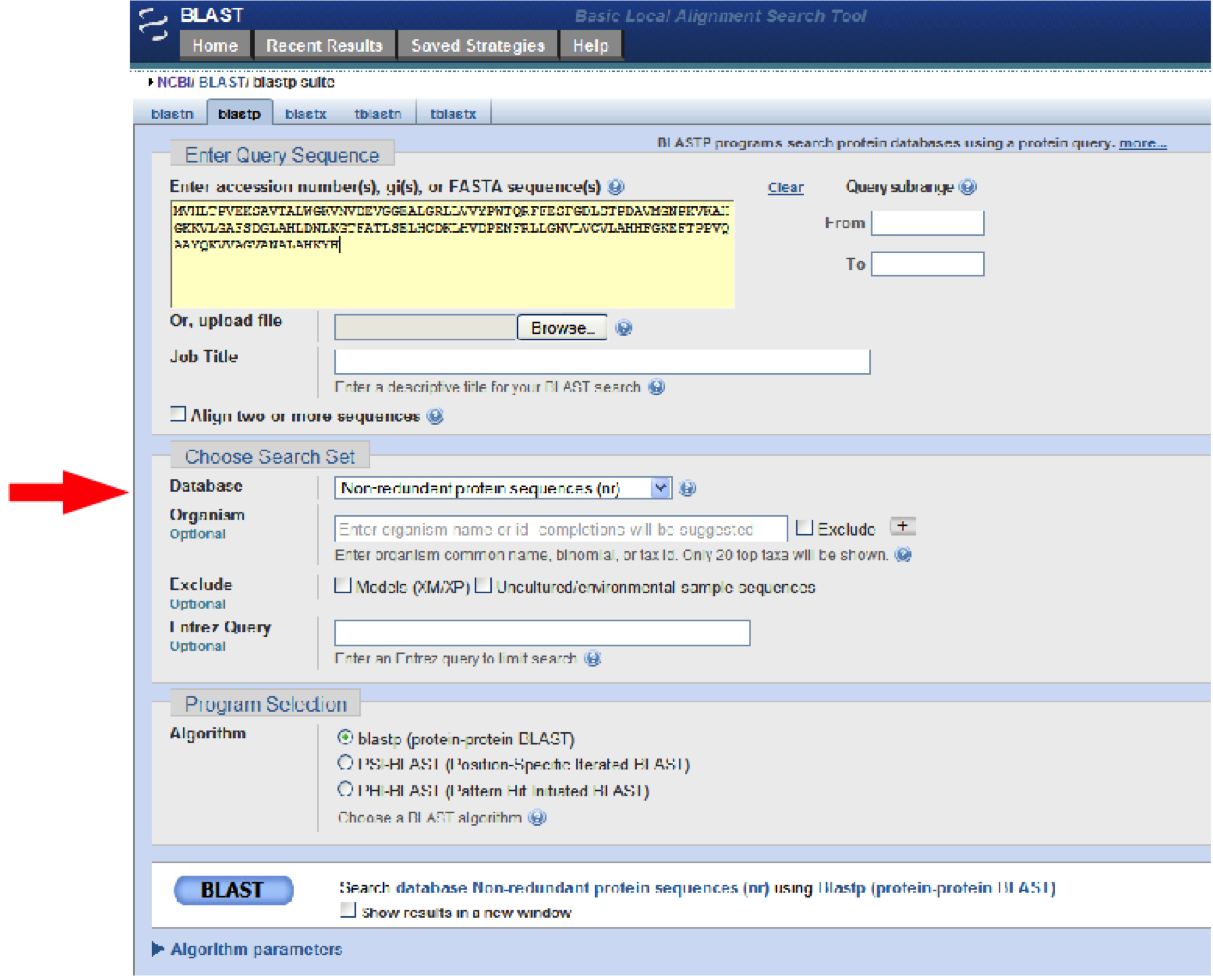 BLAST
Basic Local Alignment Search Tool
Home Recent Results Saved Strategies Help
NCBI/ BLAST/ blastp suite
blastn blastp blastx tblastn tblastx
BLASTP programs search protein databases using a protein query. more...
Enter Query Sequence
Enter accession number(s), gi(s), or FASTA sequence(s)
Clear
Query subrange
From
To
Or, upload file
Browse...
Job Title
Enter a descriptive title for your BLAST search
Align two or more sequences
Choose Search Set
Database
Non-redundant protein sequences (nr)
Organism
Optional
Enter organism name or id--completions will be suggested
Exclude
+
Enter organism common name, binomial, or tax id. Only 20 top taxa will be shown.
Exclude
Optional
Models (XM/XP) Uncultured/environmental sample sequences
Entrez Query
Optional
Enter an Entrez query to limit search
Program Selection
Algorithm
blastp (protein-protein BLAST)
PSI-BLAST (Position-Specific Iterated BLAST)
PHI-BLAST (Pattern Hit Initiated BLAST)
Choose a BLAST algorithm
BLAST
Search database Non-redundant protein sequences (nr) using Blastp (protein-protein BLAST)
Show results in a new window
Algorithm parameters